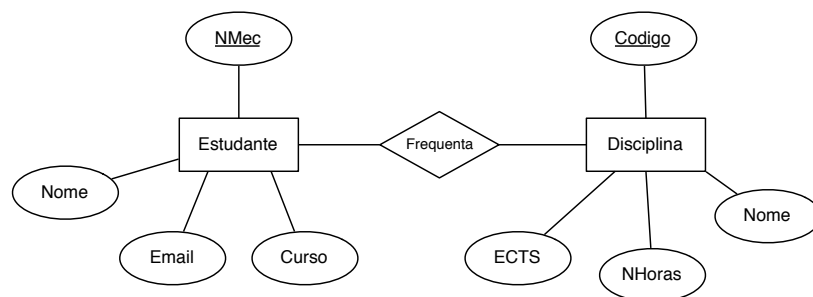 NMec
Codigo
Estudante
Frequenta
Disciplina
Nome
Email
Curso
ECTS
NHoras
Nome